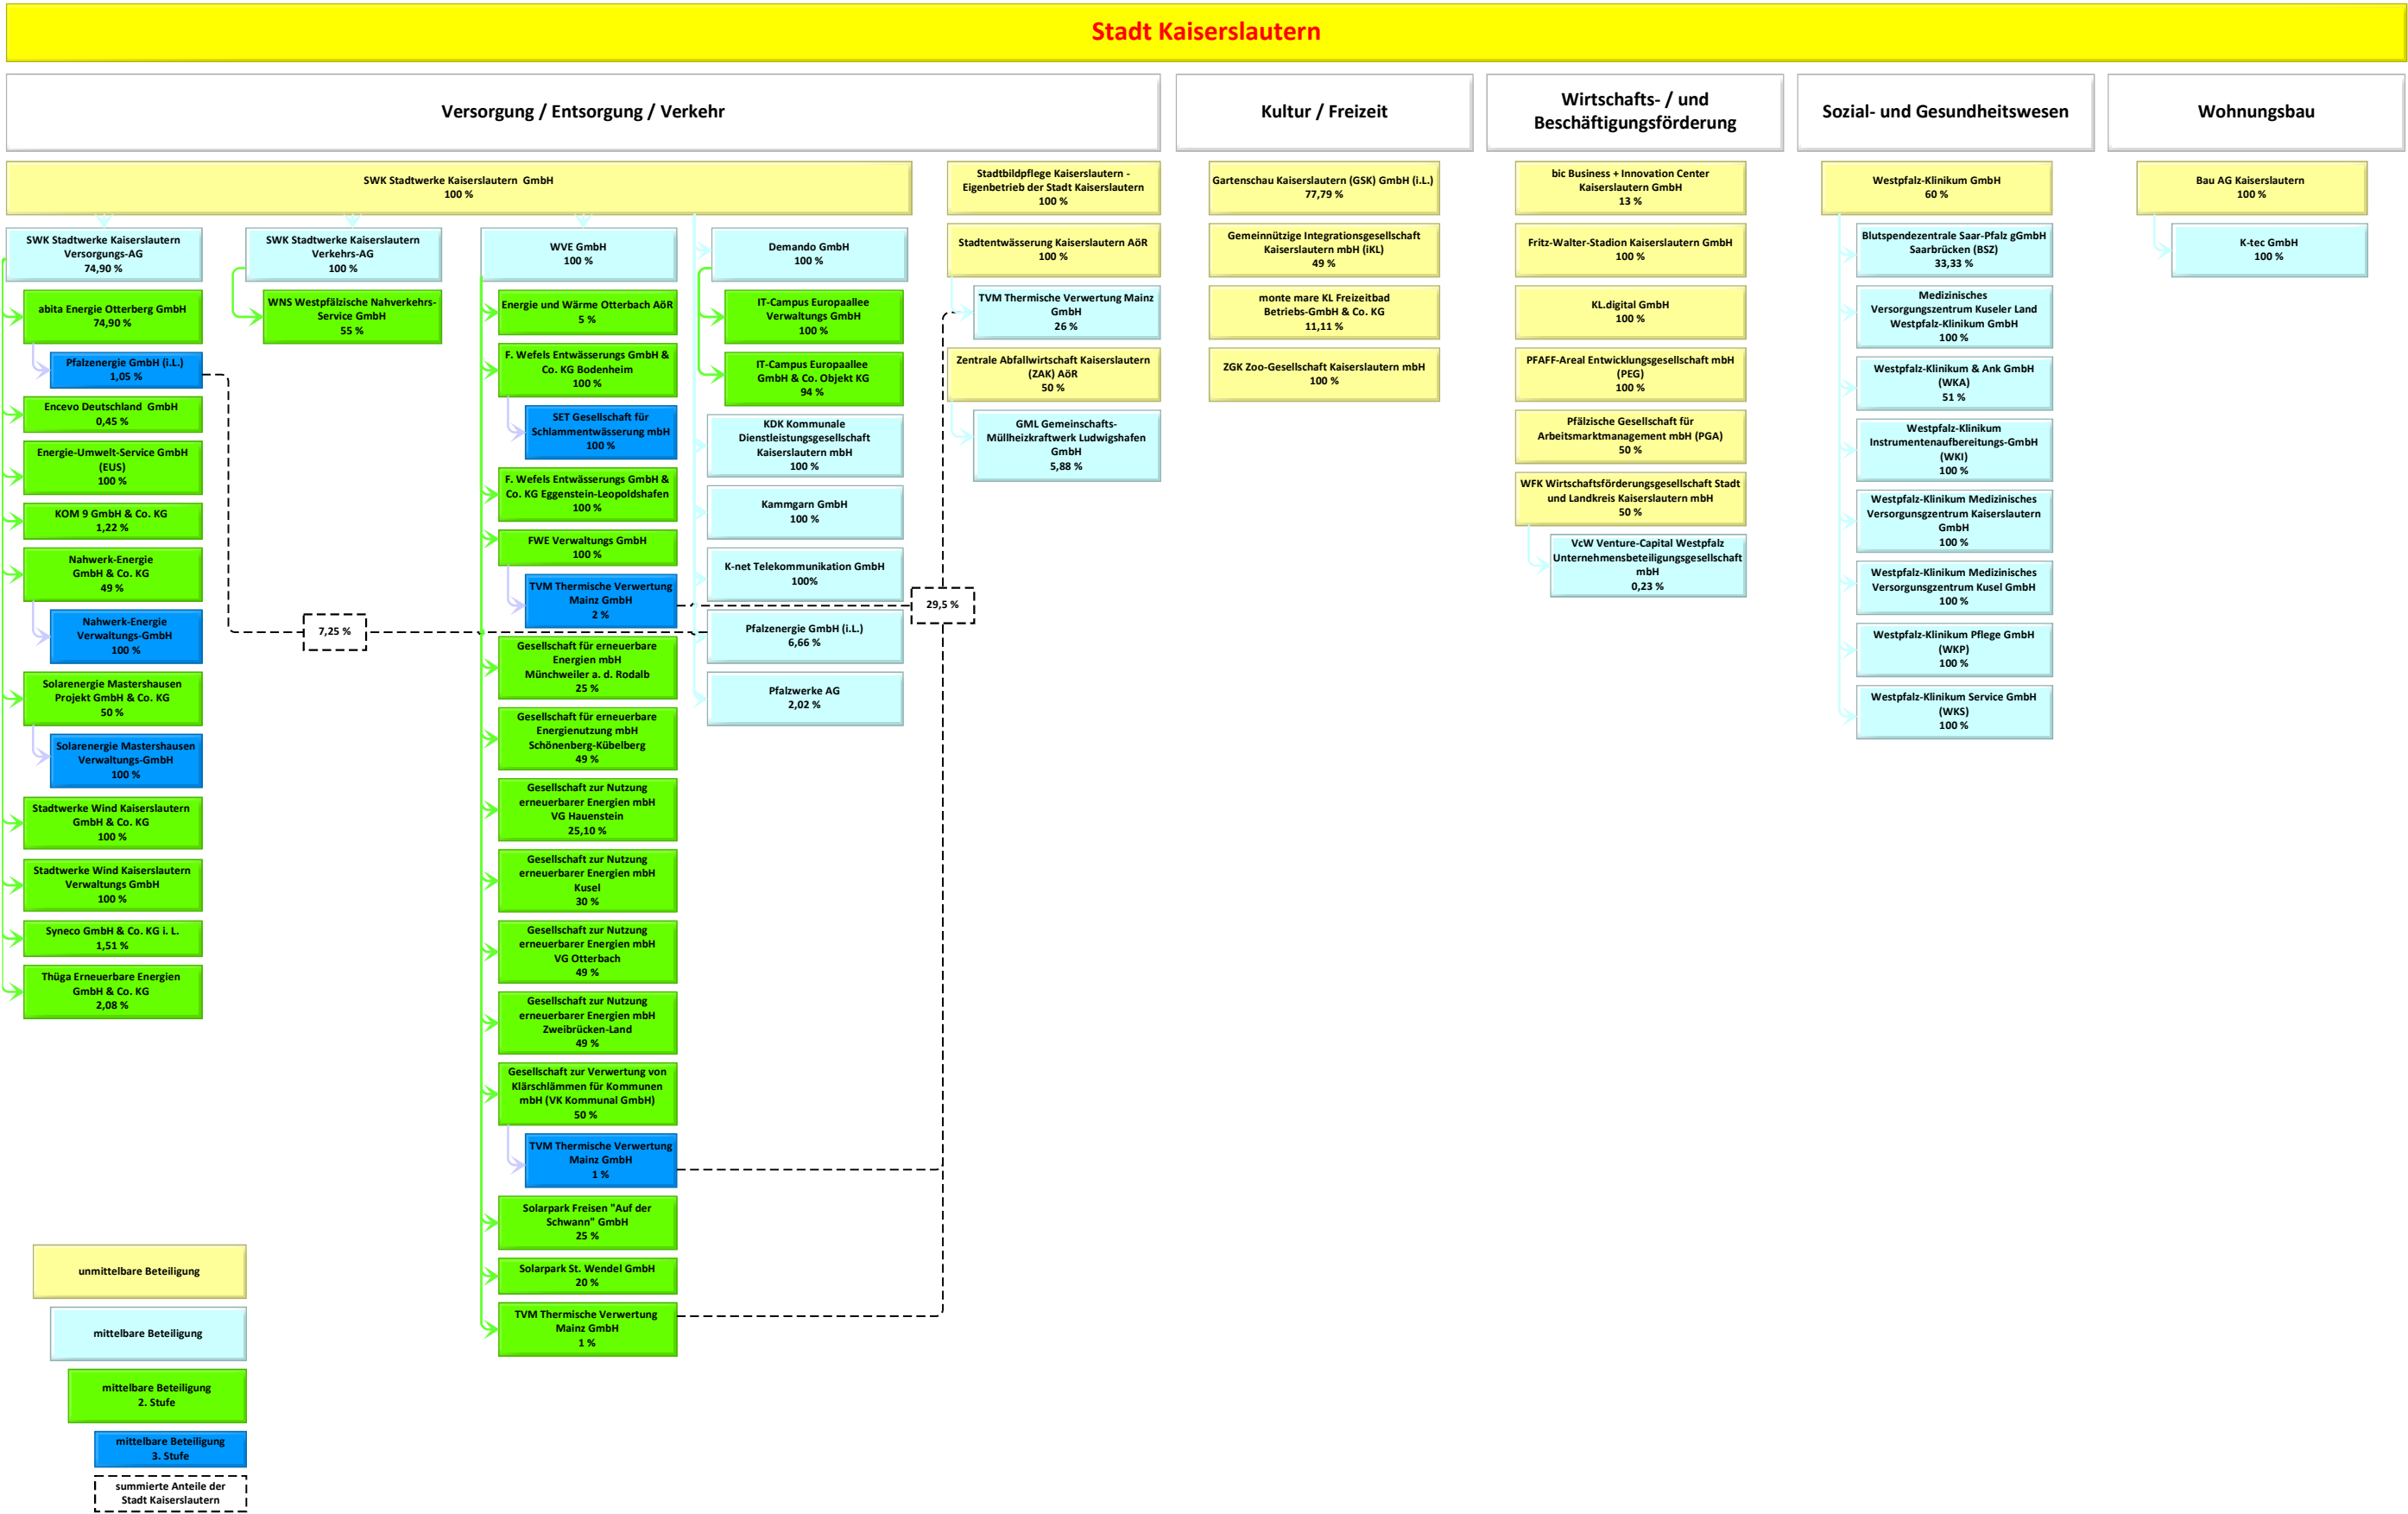 Stadt Kaiserslautern
Versorgung / Entsorgung / Verkehr
Kultur / Freizeit
Wirtschafts- / und
Beschäftigungsförderung
Sozial- und Gesundheitswesen
Wohnungsbau
SWK Stadtwerke Kaiserslautern GmbH
100 %
SWK Stadtwerke Kaiserslautern
Versorgungs-AG
74,90 %
abita Energie Otterberg GmbH
74,90 %
Pfalzenergie GmbH (i.L.)
1,05 %
Encevo Deutschland GmbH
0,45 %
Energie-Umwelt-Service GmbH
(EUS)
100 %
KOM 9 GmbH & Co. KG
1,22 %
Nahwerk-Energie
GmbH & Co. KG
49 %
Nahwerk-Energie
Verwaltungs-GmbH
100 %
Solarenergie Mastershausen
Projekt GmbH & Co. KG
50 %
Solarenergie Mastershausen
Verwaltungs-GmbH
100 %
Stadtwerke Wind Kaiserslautern
GmbH & Co. KG
100 %
Stadtwerke Wind Kaiserslautern
Verwaltungs GmbH
100 %
Syneco GmbH & Co. KG i. L.
1,51 %
Thüga Erneuerbare Energien
GmbH & Co. KG
2,08 %
SWK Stadtwerke Kaiserslautern
Verkehrs-AG
100 %
WNS Westpfälzische Nahverkehrs-
Service GmbH
55 %
7,25 %
WVE GmbH
100 %
Energie und Wärme Otterbach AöR
5 %
F. Wefels Entwässerungs GmbH &
Co. KG Bodenheim
100 %
SET Gesellschaft für
Schlammentwässerung mbH
100 %
F. Wefels Entwässerungs GmbH &
Co. KG Eggenstein-Leopoldshafen
100 %
FWE Verwaltungs GmbH
100 %
TVM Thermische Verwertung
Mainz GmbH
2 %
Gesellschaft für erneuerbare
Energien mbH
Münchweiler a. d. Rodalb
25 %
Gesellschaft für erneuerbare
Energienutzung mbH
Schönenberg-Kübelberg
49 %
Gesellschaft zur Nutzung
erneuerbarer Energien mbH
VG Hauenstein
25,10 %
Gesellschaft zur Nutzung
erneuerbarer Energien mbH
Kusel
30 %
Gesellschaft zur Nutzung
erneuerbarer Energien mbH
VG Otterbach
49 %
Gesellschaft zur Nutzung
erneuerbarer Energien mbH
Zweibrücken-Land
49 %
Gesellschaft zur Verwertung von
Klärschlämmen für Kommunen
mbH (VK Kommunal GmbH)
50 %
TVM Thermische Verwertung
Mainz GmbH
1 %
Solarpark Freisen "Auf der
Schwann" GmbH
25 %
Solarpark St. Wendel GmbH
20 %
TVM Thermische Verwertung
Mainz GmbH
1 %
Demando GmbH
100 %
IT-Campus Europaallee
Verwaltungs GmbH
100 %
IT-Campus Europaallee
GmbH & Co. Objekt KG
94 %
KDK Kommunale
Dienstleistungsgesellschaft
Kaiserslautern mbH
100 %
Kammgarn GmbH
100 %
K-net Telekommunikation GmbH
100%
Pfalzenergie GmbH (i.L.)
6,66 %
Pfalzwerke AG
2,02 %
29,5 %
Stadtbildpflege Kaiserslautern -
Eigenbetrieb der Stadt Kaiserslautern
100 %
Stadtentwässerung Kaiserslautern AöR
100 %
TVM Thermische Verwertung Mainz
GmbH
26 %
Zentrale Abfallwirtschaft Kaiserslautern
(ZAK) AöR
50 %
GML Gemeinschafts-
Müllheizkraftwerk Ludwigshafen
GmbH
5,88 %
Gartenschau Kaiserslautern (GSK) GmbH (i.L.)
77,79 %
Gemeinnützige Integrationsgesellschaft
Kaiserslautern mbH (iKL)
49 %
monte mare KL Freizeitbad
Betriebs-GmbH & Co. KG
11,11 %
ZGK Zoo-Gesellschaft Kaiserslautern mbH
100 %
bic Business + Innovation Center
Kaiserslautern GmbH
13 %
Fritz-Walter-Stadion Kaiserslautern GmbH
100 %
KL.digital GmbH
100 %
PFAFF-Areal Entwicklungsgesellschaft mbH
(PEG)
100 %
Pfälzische Gesellschaft für
Arbeitsmarktmanagement mbH (PGA)
50 %
WFK Wirtschaftsförderungsgesellschaft Stadt
und Landkreis Kaiserslautern mbH
50 %
VcW Venture-Capital Westpfalz
Unternehmensbeteiligungsgesellschaft
mbH
0,23 %
Westpfalz-Klinikum GmbH
60 %
Blutspendezentrale Saar-Pfalz gGmbH
Saarbrücken (BSZ)
33,33 %
Medizinisches
Versorgungszentrum Kuseler Land
Westpfalz-Klinikum GmbH
100 %
Westpfalz-Klinikum & Ank GmbH
(WKA)
51 %
Westpfalz-Klinikum
Instrumentenaufbereitungs-GmbH
(WKI)
100 %
Westpfalz-Klinikum Medizinisches
Versorgunsgzentrum Kaiserslautern
GmbH
100 %
Westpfalz-Klinikum Medizinisches
Versorgunsgzentrum Kusel GmbH
100 %
Westpfalz-Klinikum Pflege GmbH
(WKP)
100 %
Westpfalz-Klinikum Service GmbH
(WKS)
100 %
Bau AG Kaiserslautern
100 %
K-tec GmbH
100 %
unmittelbare Beteiligung
mittelbare Beteiligung
mittelbare Beteiligung
2. Stufe
mittelbare Beteiligung
3. Stufe
summierte Anteile der
Stadt Kaiserslautern